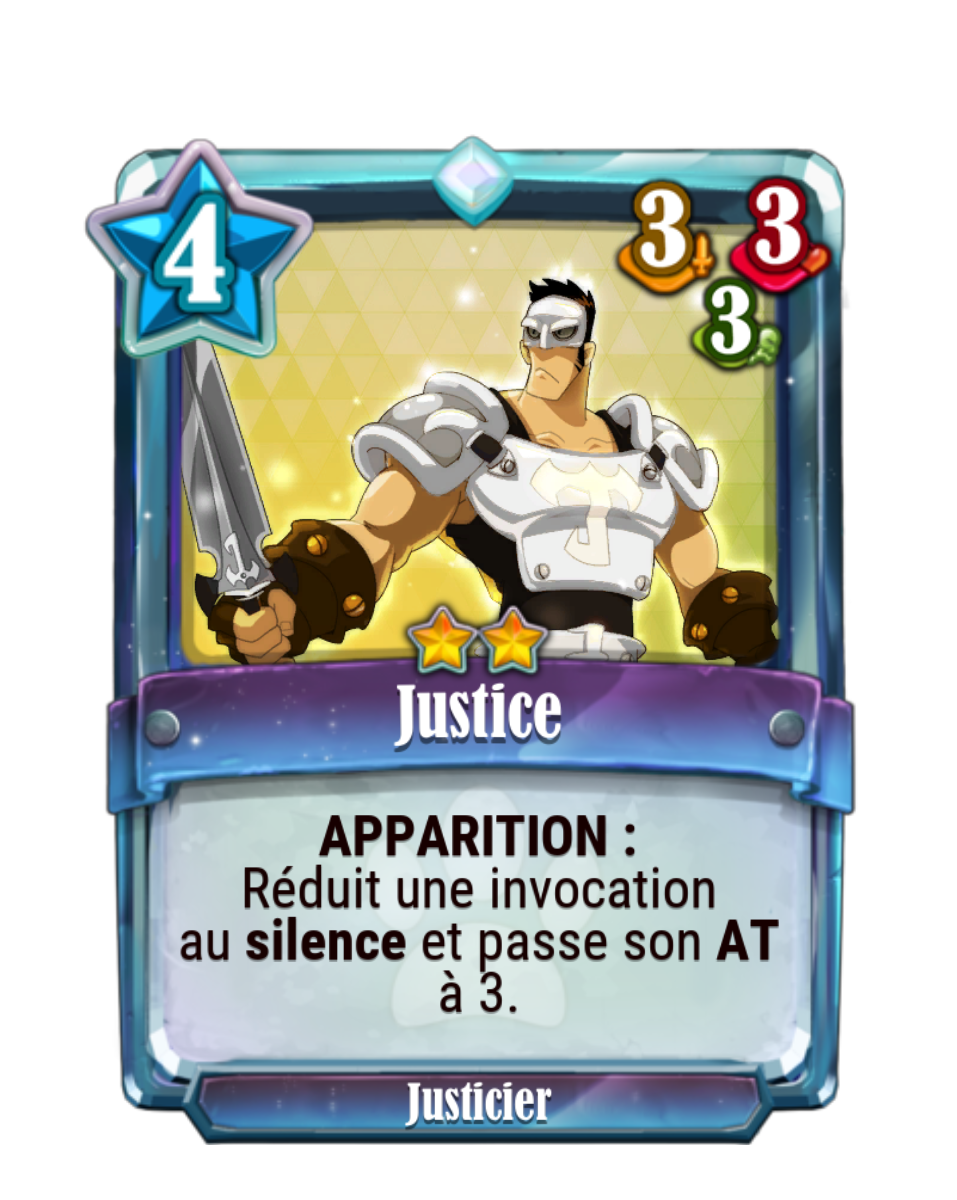 4
3
3
3
Justice
APPARITION :
Réduit une invocation
au silence et passe son AT
à 3.
Justicier